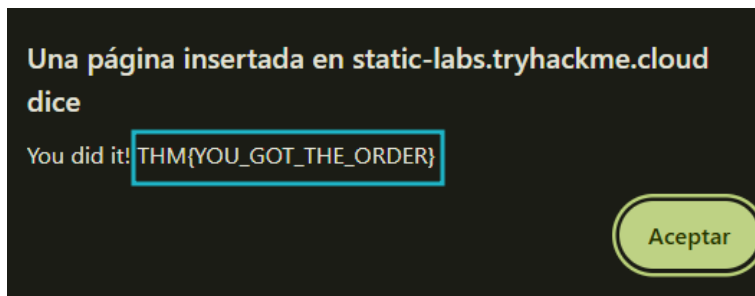 Una página insertada en static-labs.tryhackme.cloud
dice
You did it! THM{YOU_GOT_THE_ORDER}
Aceptar